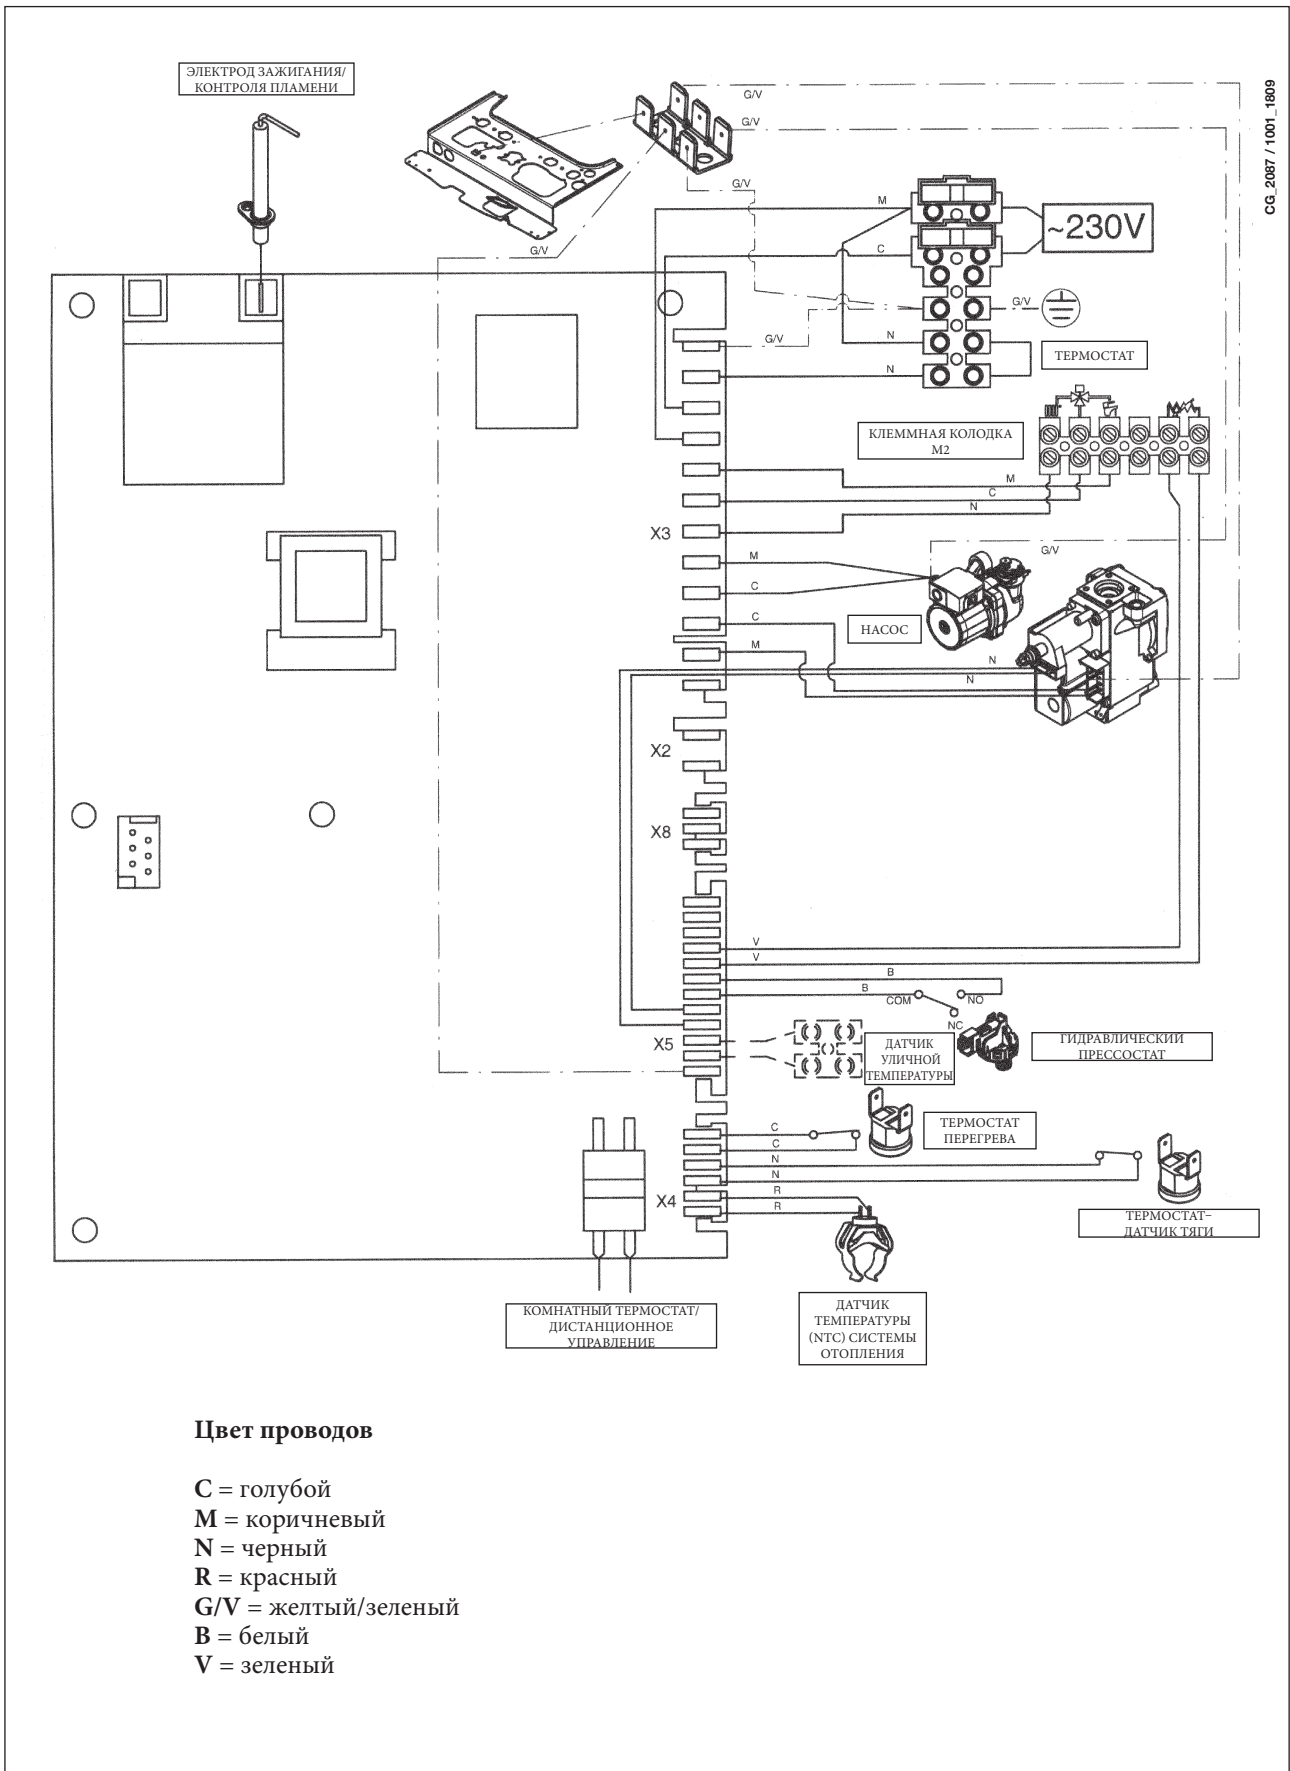 ЭЛЕКТРОД ЗАЖИГАНИЯ/
КОНТРОЛЯ ПЛАМЕНИ
G/V
G/V
G/V
G/V
CG_2087 / 1001_1809
M
~230V
C
G/V
G/V
N
ТЕРМОСТАТ
N
КЛЕММНАЯ КОЛОДКА
М2
M
C
N
X3
G/V
M
C
НАСОС
C
M
N
N
X2
X8
V
V
B
B
COM
NO
NC
X5
ДАТЧИК
УЛИЧНОЙ
ТЕМПЕРАТУРЫ
ГИДРАВЛИЧЕСКИЙ
ПРЕССОСТАТ
C
C
ТЕРМОСТАТ
ПЕРЕГРЕВА
N
N
R
X4
R
ТЕРМОСТАТ–
ДАТЧИК ТЯГИ
КОМНАТНЫЙ ТЕРМОСТАТ/
ДИСТАНЦИОННОЕ
УПРАВЛЕНИЕ
ДАТЧИК
ТЕМПЕРАТУРЫ
(NTC) СИСТЕМЫ
ОТОПЛЕНИЯ
Цвет проводов
C = голубой
M = коричневый
N = черный
R = красный
G/V = желтый/зеленый
B = белый
V = зеленый